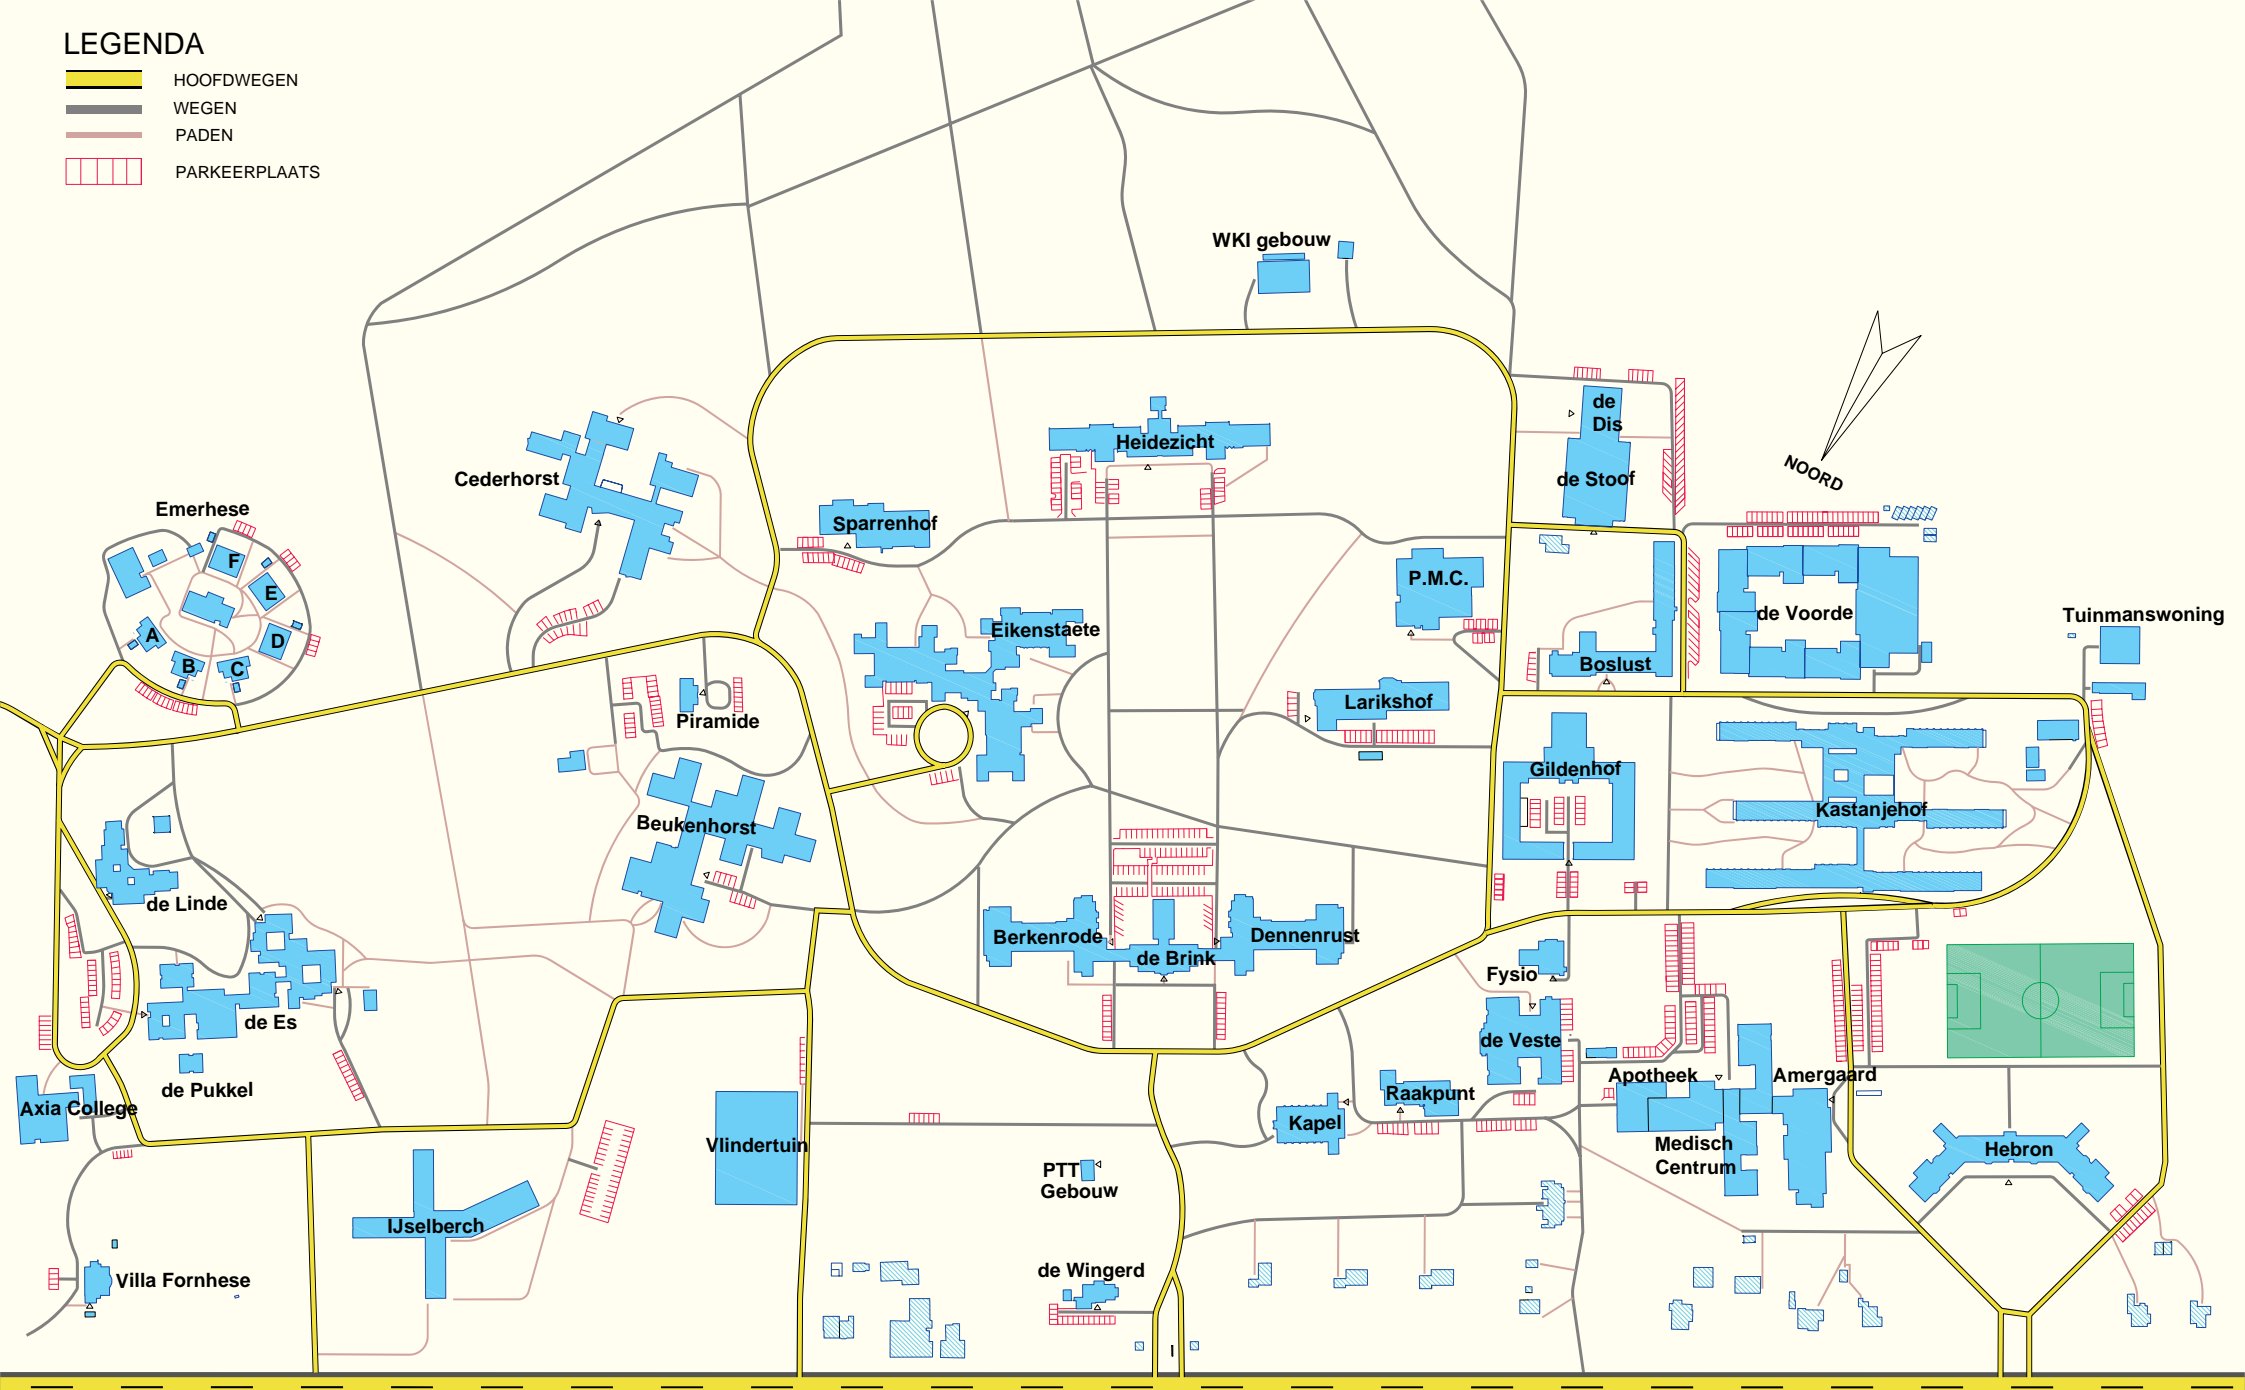 LEGENDA
HOOFDWEGEN
WEGEN
PADEN
PARKEERPLAATS
WKI gebouw
de
Dis
de Stoof
NOORD
Heidezicht
Cederhorst
Sparrenhof
Emerhese
F
E
A
D
B
C
P.M.C.
de Voorde
Tuinmanswoning
Eikenstaete
Boslust
Larikshof
Piramide
Gildenhof
Kastanjehof
Beukenhorst
de Linde
Berkenrode
de Brink
Dennenrust
Fysio
de Es
de Veste
de Pukkel
Apotheek
Amergaard
Axia College
Raakpunt
Kapel
Vlindertuin
Medisch
Centrum
Hebron
PTT
Gebouw
IJselberch
de Wingerd
Villa Fornhese